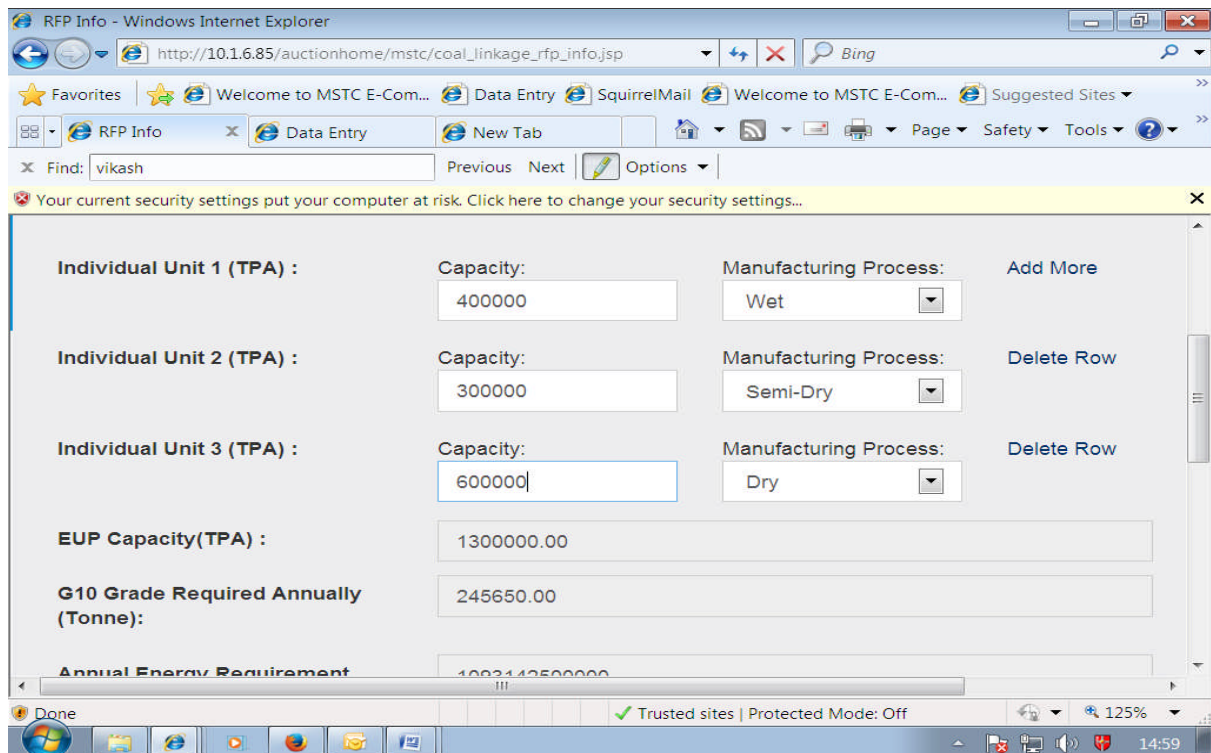 RFP Info - Windows Internet Explorer
http://10.1.6.85/auctionhome/mstc/coal_linkage_rfp_info.jsp Bing
Favorites Welcome to MSTC E-Com... Data Entry SquirrelMail Welcome to MSTC E-Com... Suggested Sites
RFP Info Data Entry New Tab Page Safety Tools
x Find: vikash Previous Next Options
Your current security settings put your computer at risk. Click here to change your security settings...
Individual Unit 1 (TPA) : Capacity: Manufacturing Process: Add More
400000 Wet
Individual Unit 2 (TPA) : Capacity: Manufacturing Process: Delete Row
300000 Semi-Dry
Individual Unit 3 (TPA) : Capacity: Manufacturing Process: Delete Row
600000 Dry
EUP Capacity(TPA) : 1300000.00
G10 Grade Required Annually 245650.00
(Tonne):
Annual Energy Requirement 1093142500000
Done Trusted sites | Protected Mode: Off 125%
14:59